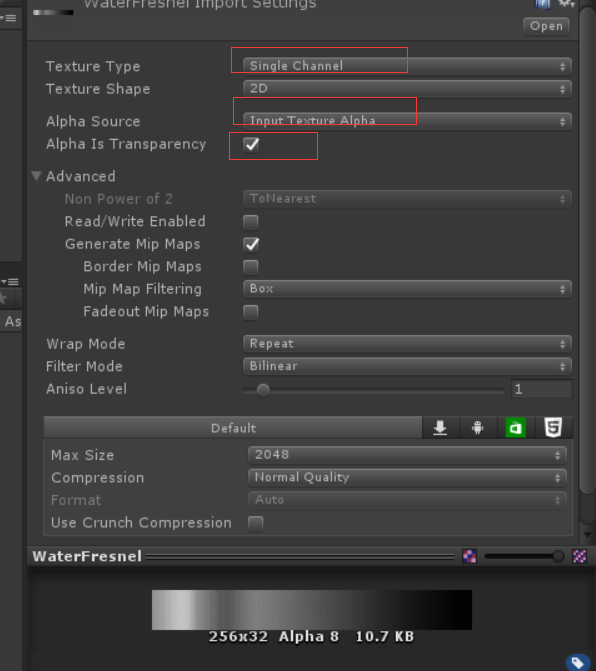 WaterFresnel Import Settings
Open
Texture Type Single Channel
Texture Shape 2D
Alpha Source Input Texture Alpha
Alpha Is Transparency
Advanced
Non Power of 2 ToNearest
Read/Write Enabled
Generate Mip Maps
Border Mip Maps
Mip Map Filtering Box
Fadeout Mip Maps
As
Wrap Mode Repeat
Filter Mode Bilinear
Aniso Level 1
Default
Max Size 2048
Compression Normal Quality
Format Auto
Use Crunch Compression
WaterFresnel
256x32 Alpha 8 10.7 KB